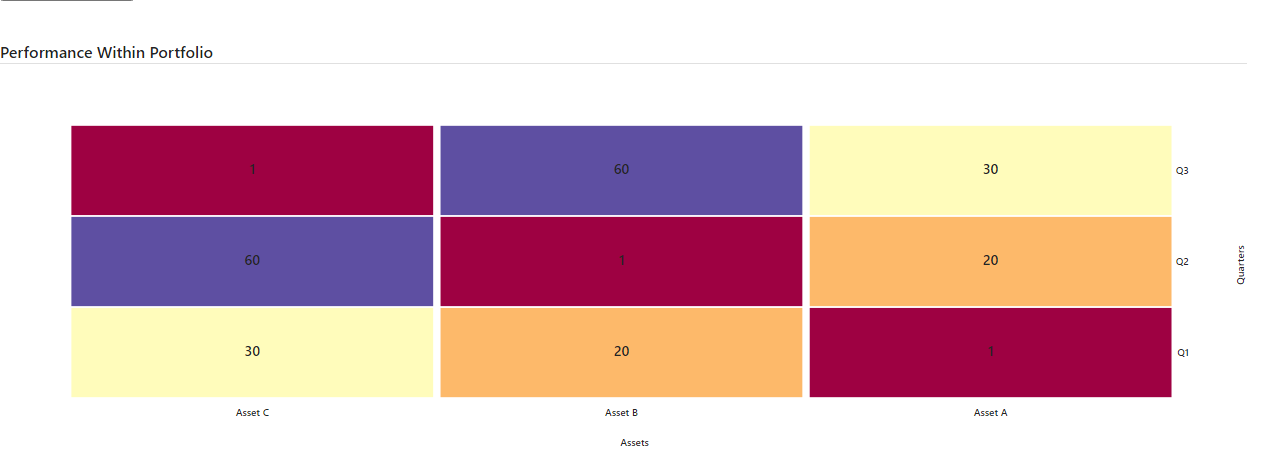 Performance Within Portfolio
1 60 30 Q3
60 1 20 Q2
Quarters
30 20 1 Q1
Asset C Asset B Asset A
Assets